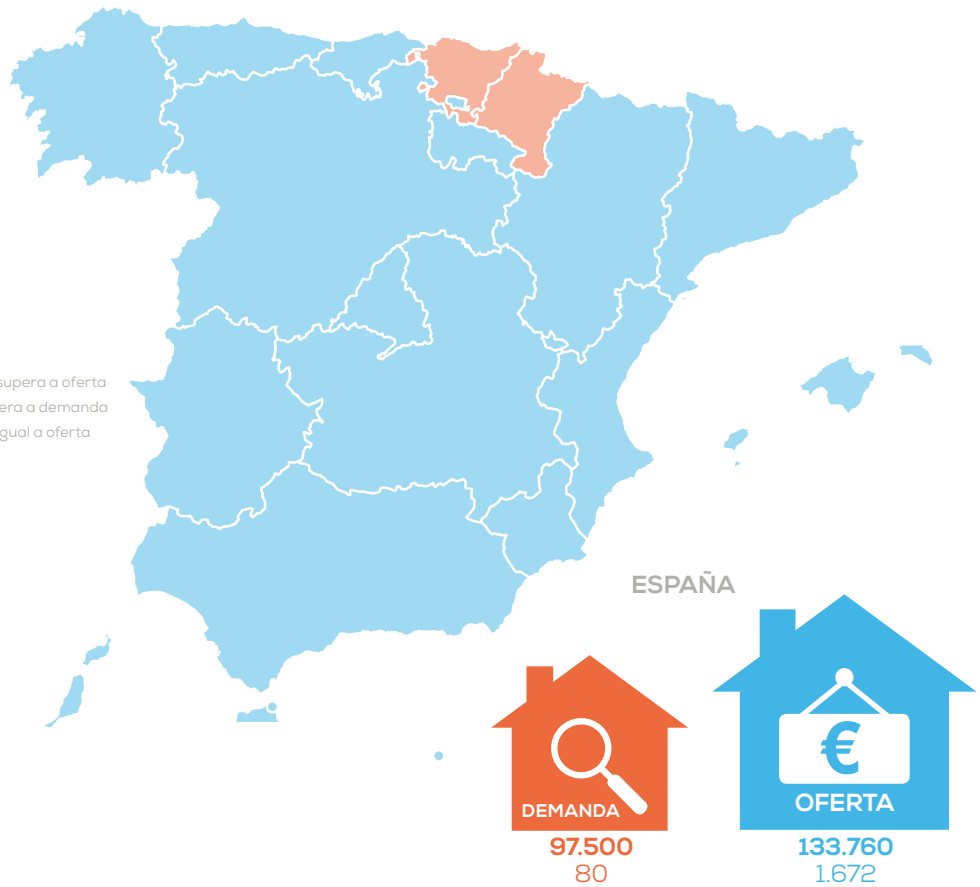 supera a oferta
era a demanda
gual a oferta
ESPAÑA
€
DEMANDA
OFERTA
97.500
80
133.760
1.672